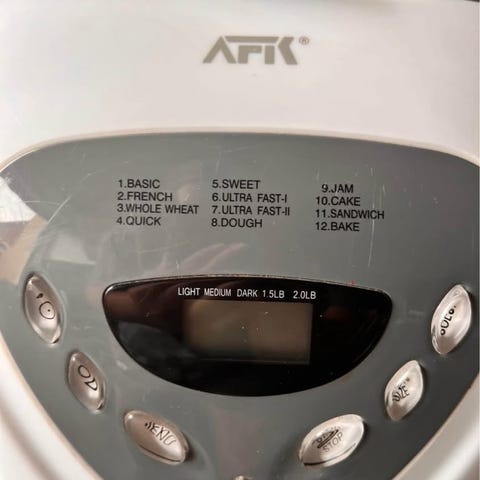 AFK®
1.BASIC
2.FRENCH
3.WHOLE WHEAT
4.QUICK
5.SWEET
6.ULTRA FAST-I
7.ULTRA FAST-II
8.DOUGH
9.JAM
10.CAKE
11.SANDWICH
12.BAKE
LIGHT MEDIUM DARK 1.5LB 2.0LB
STOP